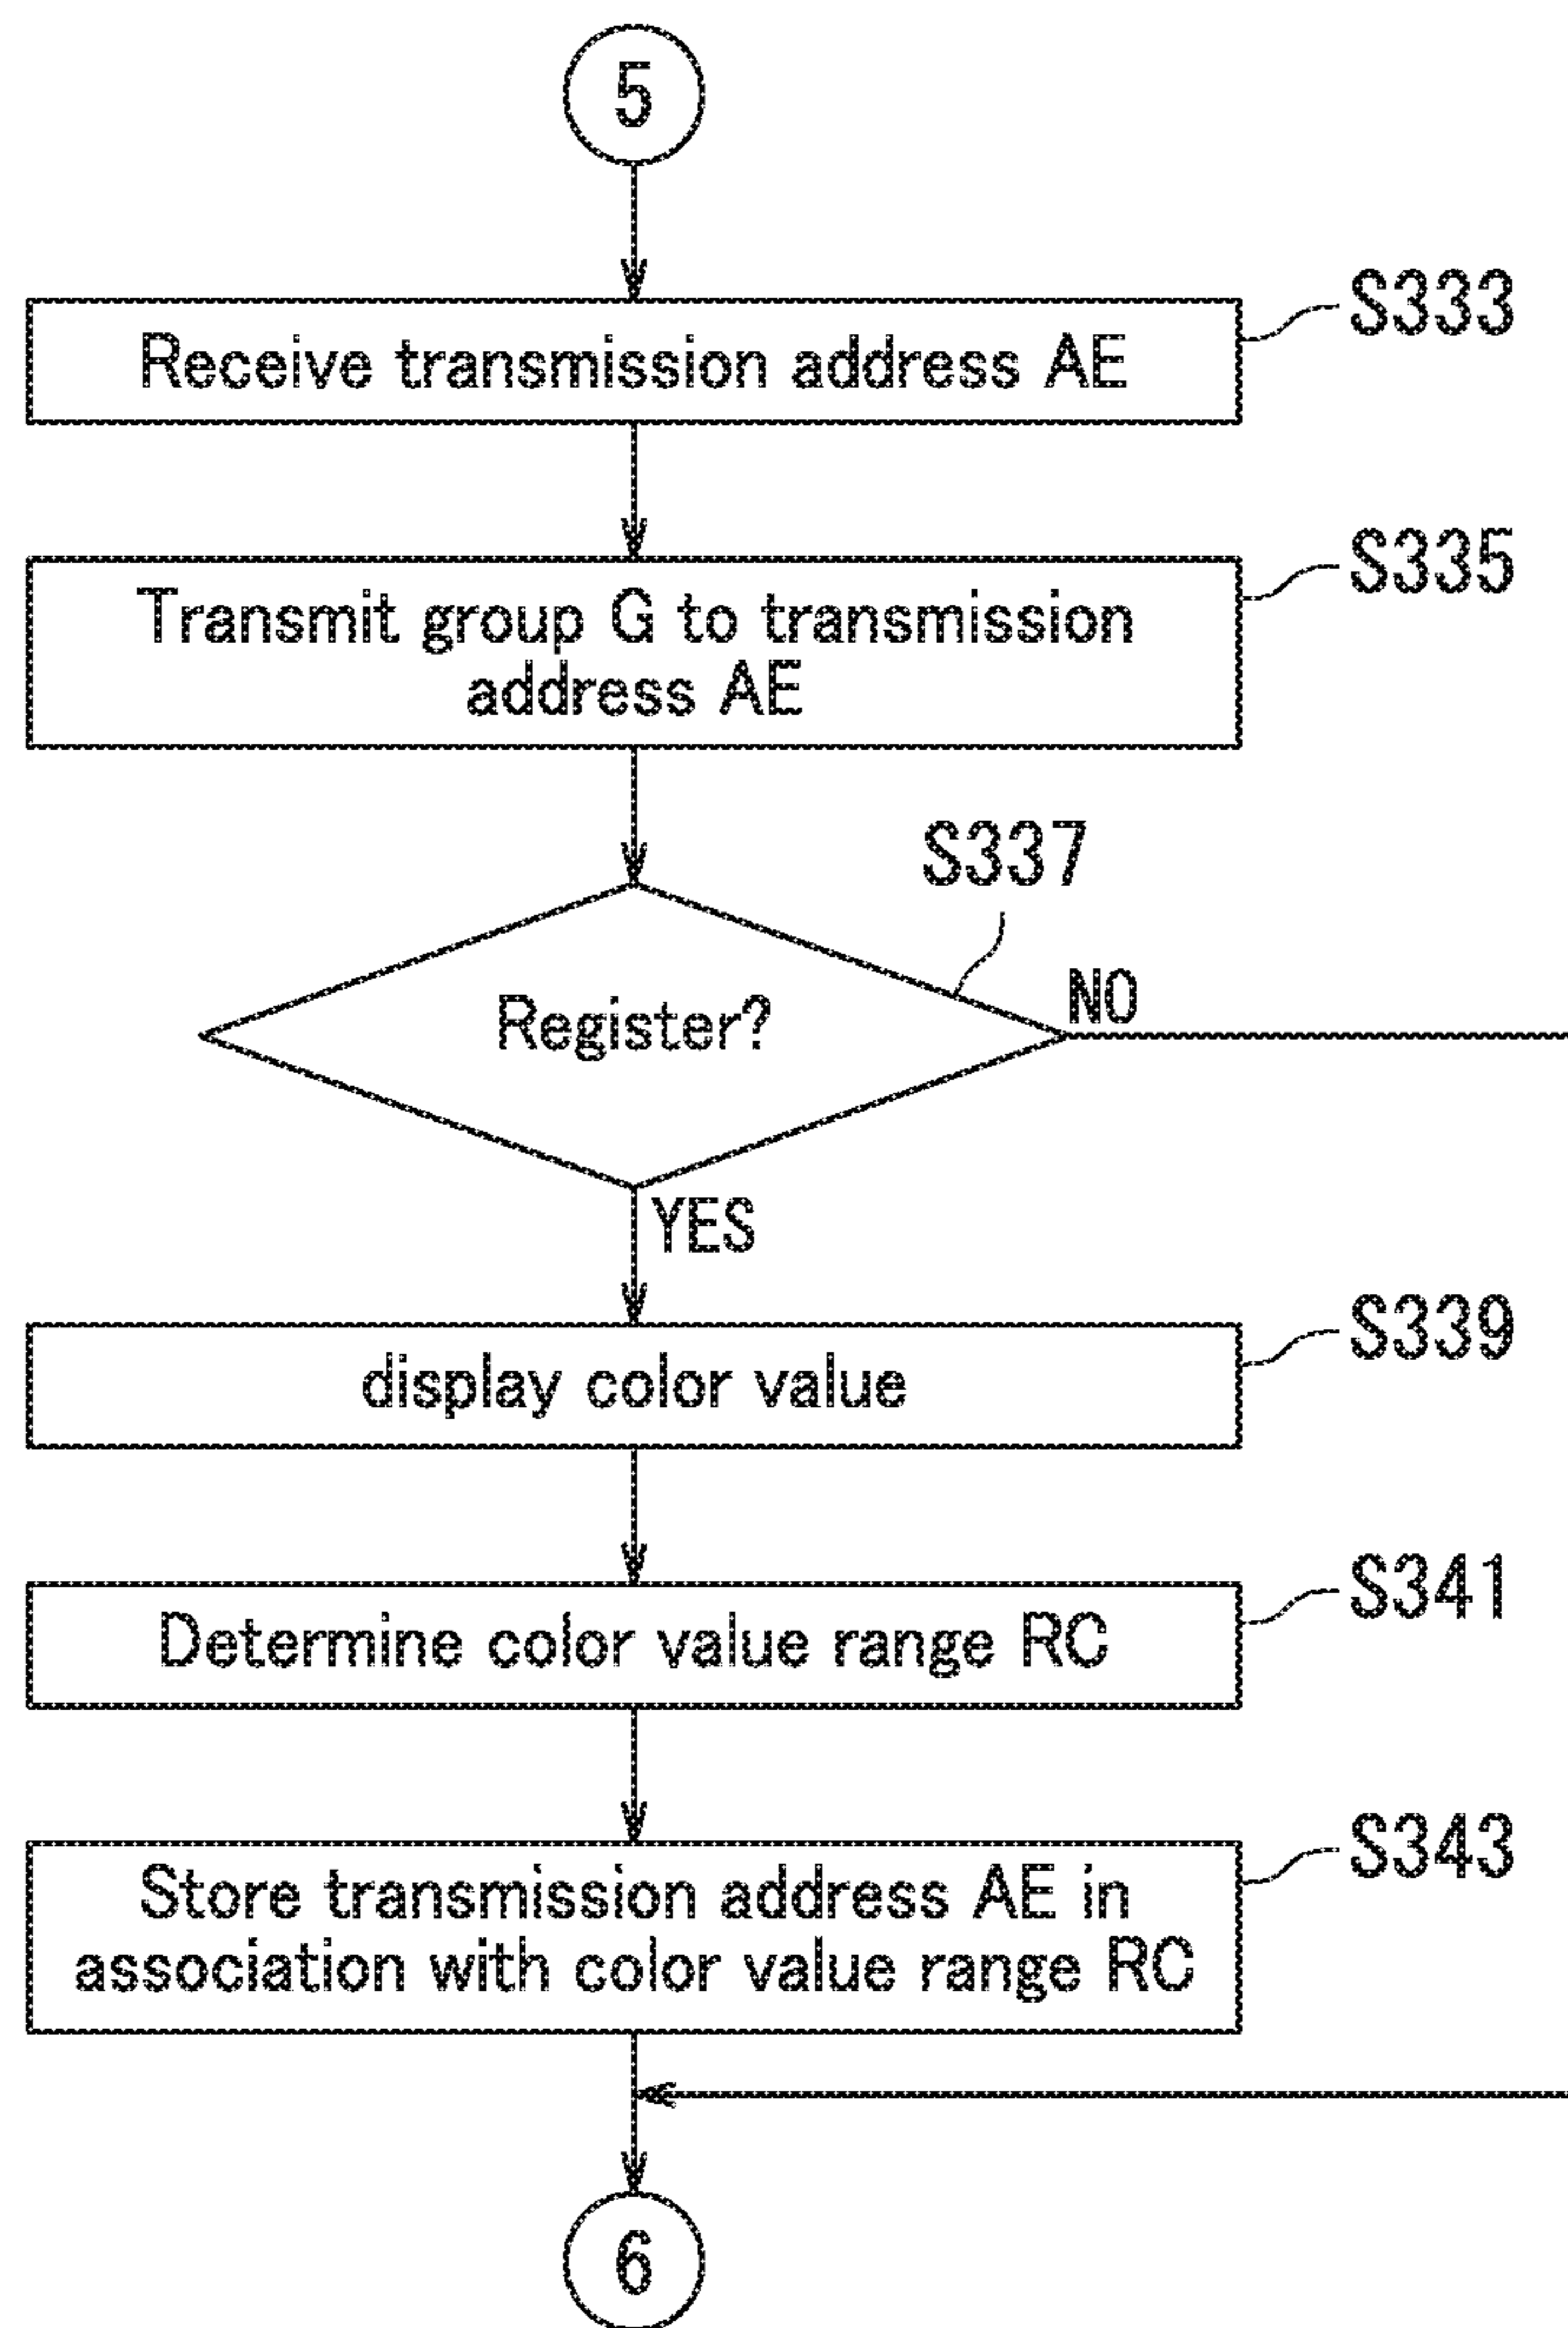 5
Receive transmission address AE
S333
Transmit group G to transmission
address AE
S335
S337
Register?
NO
YES
display color value
S339
Determine color value range RC
S341
Store transmission address AE in
association with color value range RC
S343
6